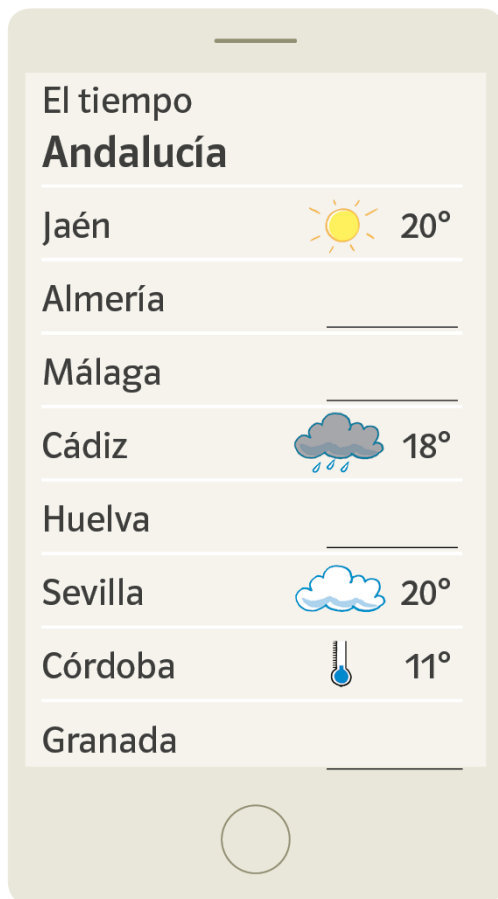 El tiempo
Andalucía
Jaén 20°
Almería
Málaga
Cádiz 18°
Huelva
Sevilla 20°
Córdoba 11°
Granada